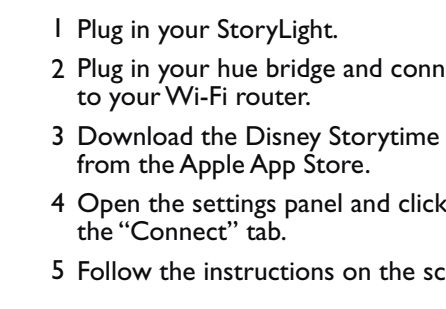 1 Plug in your StoryLight.
2 Plug in your hue bridge and conn
to your Wi-Fi router.
3 Download the Disney Storytime
from the Apple App Store.
4 Open the settings panel and click
the “Connect” tab.
5 Follow the instructions on the sc